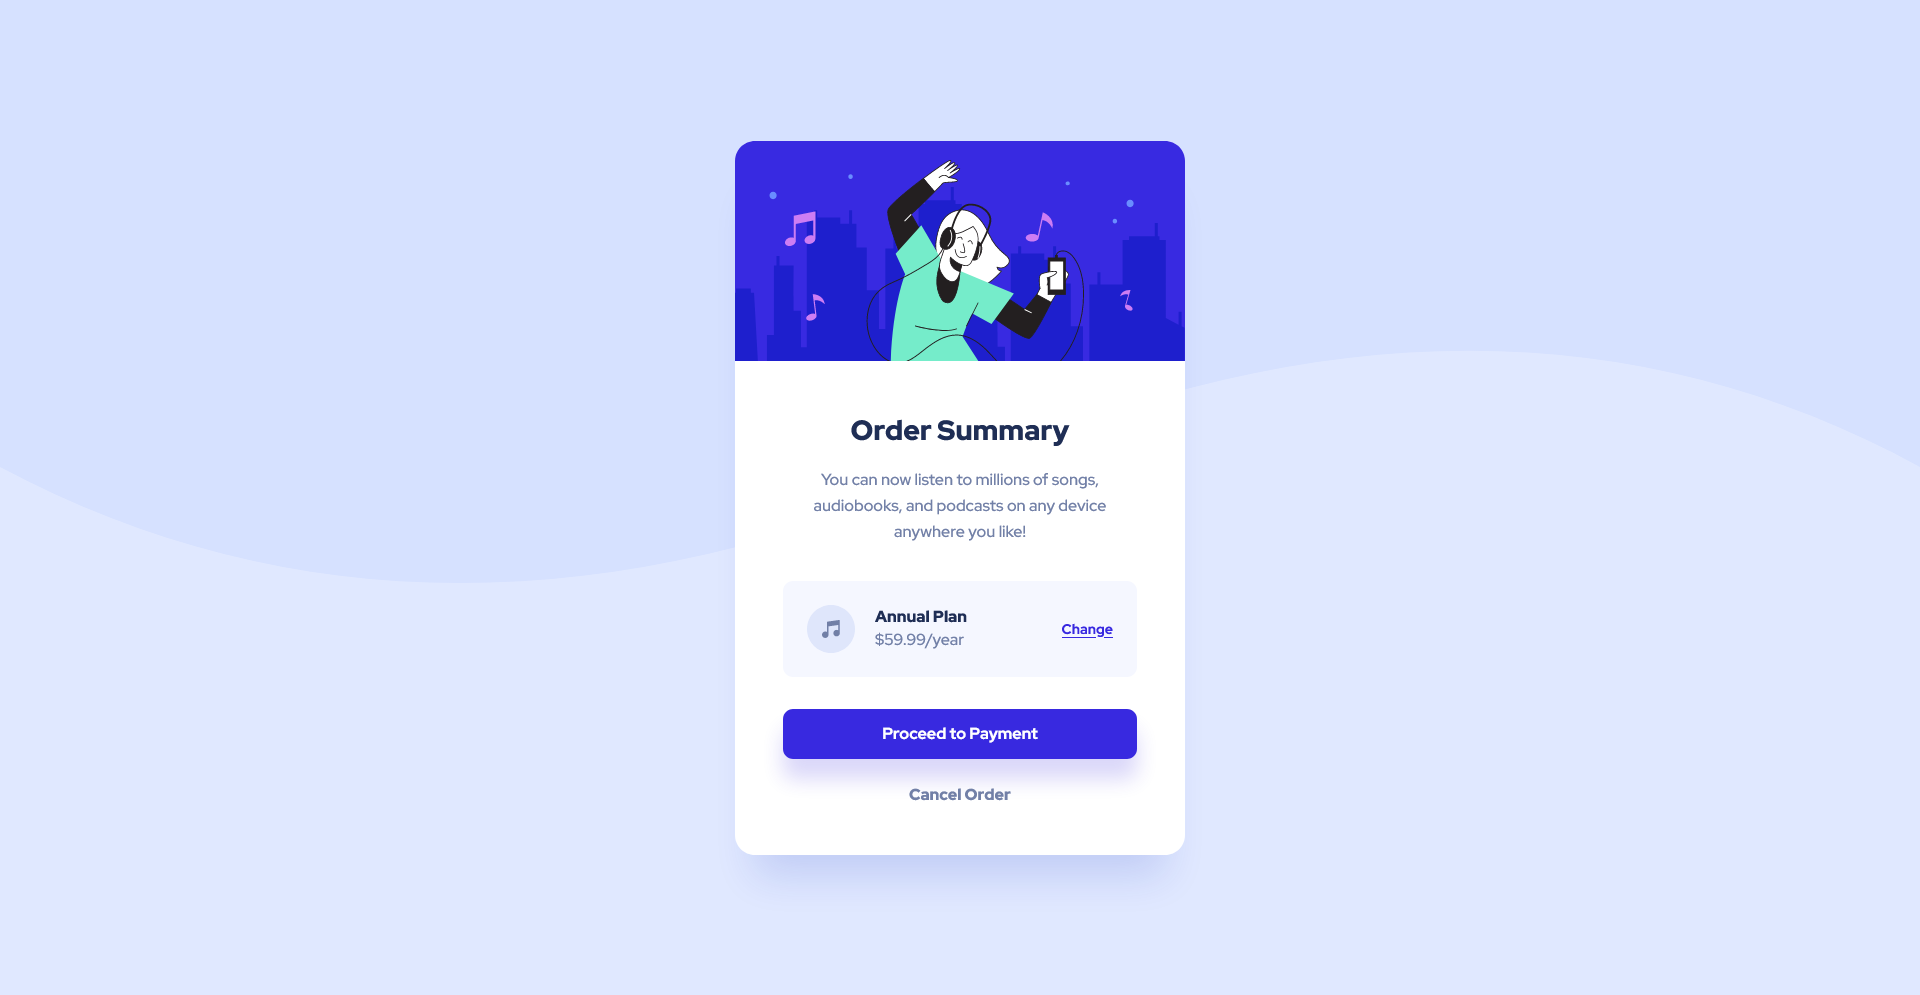 Order Summary
You can now listen to millions of songs,
audiobooks, and podcasts on any device
anywhere you like!
Annual Plan
$59.99/year
Change
Proceed to Payment
Cancel Order